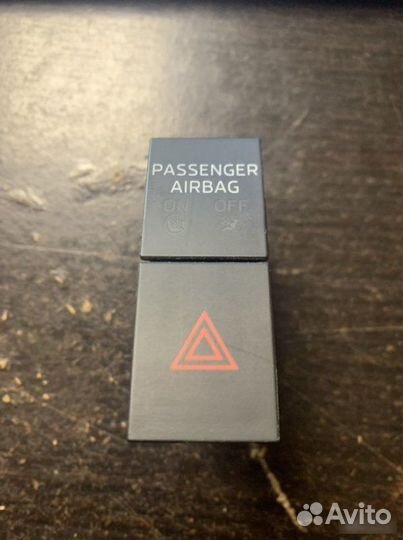 PASSENGER
AIRBAG
ON OFF
Avito